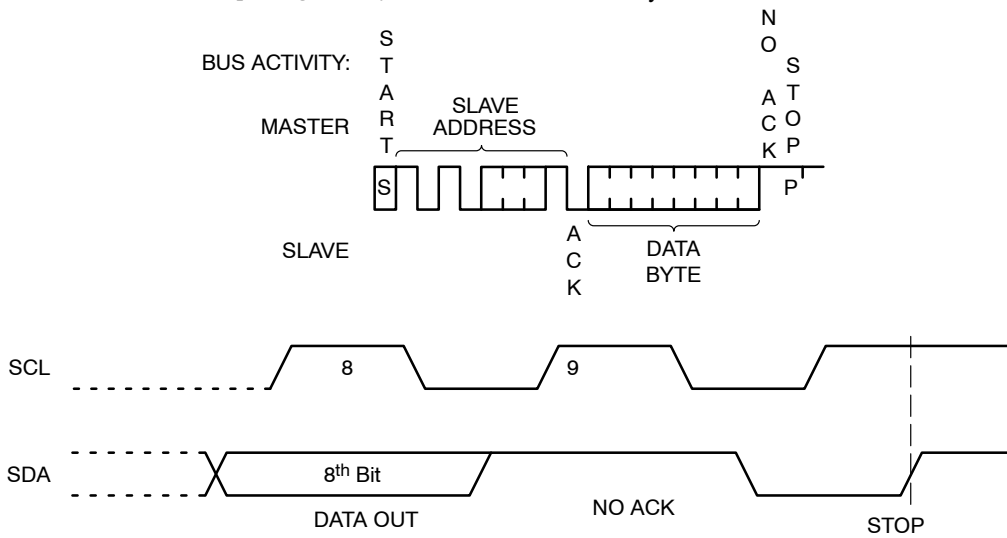 BUS ACTIVITY:
MASTER
START
SLAVE
ADDRESS
NO ACK
STOP
S
P
SLAVE
ACK
DATA
BYTE
SCL
8
9
SDA
8th Bit
DATA OUT
NO ACK
STOP